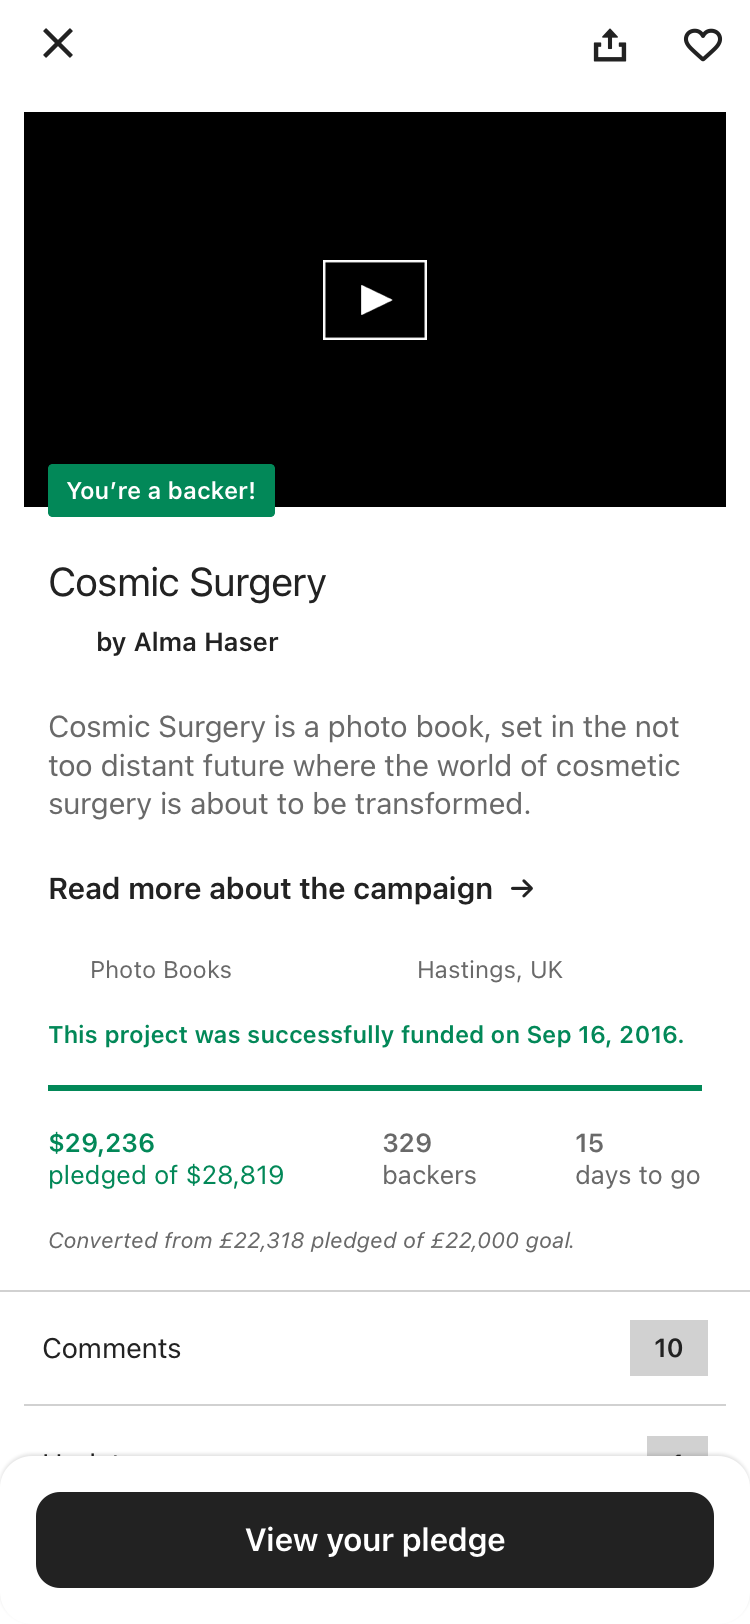 You’re a backer!
Cosmic Surgery
by Alma Haser
Cosmic Surgery is a photo book, set in the not
too distant future where the world of cosmetic
surgery is about to be transformed.
Read more about the campaign →
Photo Books
Hastings, UK
This project was successfully funded on Sep 16, 2016.
$29,236
pledged of $28,819
329
backers
15
days to go
Converted from £22,318 pledged of £22,000 goal.
Comments
10
View your pledge